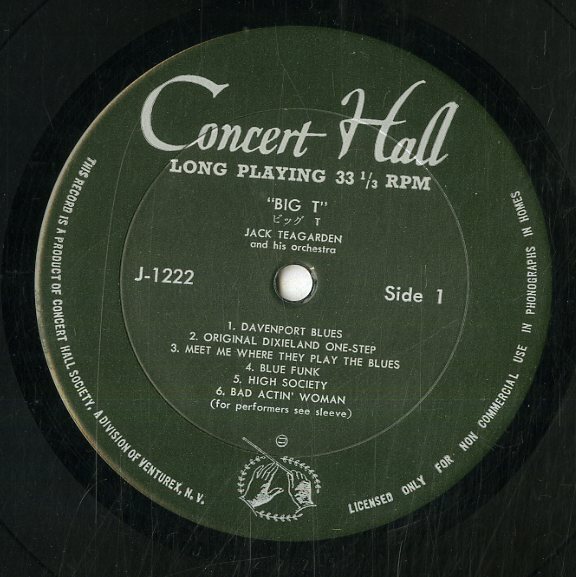 Concert Hall
LONG PLAYING 33 ⅓ RPM
"BIG T"
ビッグ T
JACK TEAGARDEN
and his orchestra
J-1222
Side 1
1. DAVENPORT BLUES
2. ORIGINAL DIXIELAND ONE-STEP
3. MEET ME WHERE THEY PLAY THE BLUES
4. BLUE FUNK
5. HIGH SOCIETY
6. BAD ACTIN' WOMAN
(for performers see sleeve)
THIS RECORD IS A PRODUCT OF CONCERT HALL SOCIETY, A DIVISION OF VENTUREX, N. V.
LICENSED ONLY FOR NON COMMERCIAL USE IN PHONOGRAPHS IN HOMES